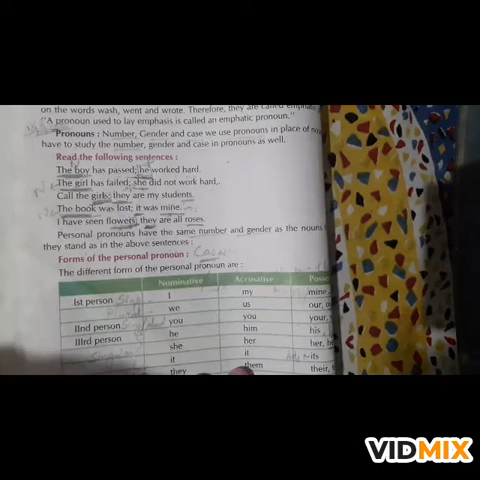 on the words wash, went and wrote. Therefore, they are called
"A pronoun used to lay emphasis is called an emphatic pronoun."
Pronouns : Number, Gender and case we use pronouns in place of
have to study the number, gender and case in pronouns as well.
Read the following sentences :
The boy has passed; he worked hard.
The girl has failed; she did not work hard,.
Call the girls; they are my students.
The book was lost; it was mine.
I have seen flowers; they are all roses.
Personal pronouns have the same number and gender as the nouns
they stand as in the above sentences :
Forms of the personal pronoun :
The different form of the personal pronoun are :
Nominative Accusative
Ist person I my mine
we us our,
IInd person you you your,
IIIrd person he him his
she her her,
it it its
they them their,
VIDMIX